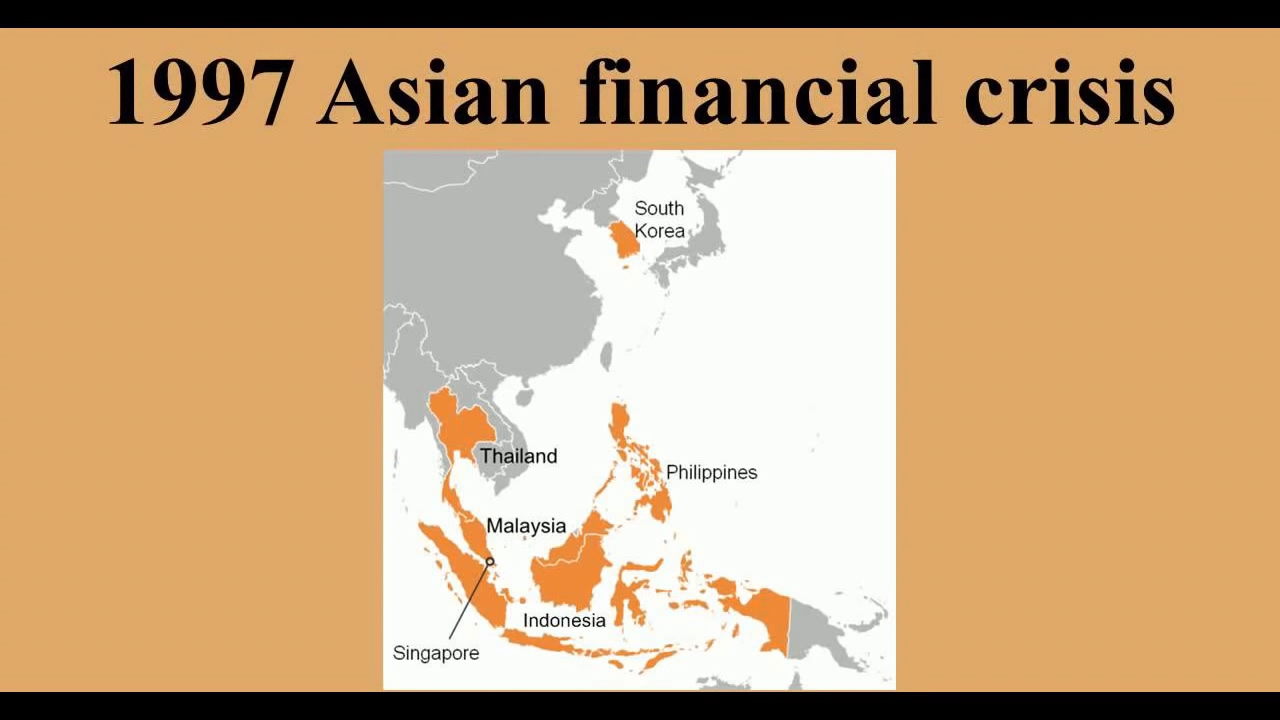 1997 Asian financial crisis
South
Korea
Thailand
Philippines
Malaysia
Indonesia
Singapore